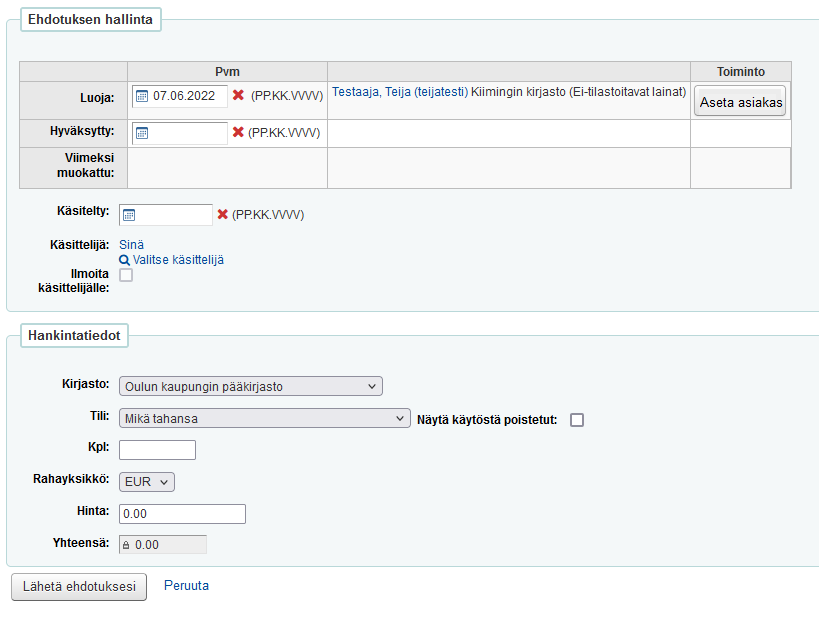 Ehdotuksen hallinta
Pvm Toiminto
Luoja: 07.06.2022 (PP.KK.VVVV) Testaaja, Teija (teijatesti) Kiimingin kirjasto (Ei-tilastoitavat lainat) Aseta asiakas
Hyväksytty: (PP.KK.VVVV)
Viimeksi
muokattu:
Käsitelty: (PP.KK.VVVV)
Käsittelijä: Sinä
Valitse käsittelijä
Ilmoita
käsittelijälle:
Hankintatiedot
Kirjasto: Oulun kaupungin pääkirjasto
Tili: Mikä tahansa Näytä käytöstä poistetut:
Kpl:
Rahayksikkö: EUR
Hinta: 0.00
Yhteensä: 0.00
Lähetä ehdotuksesi Peruuta